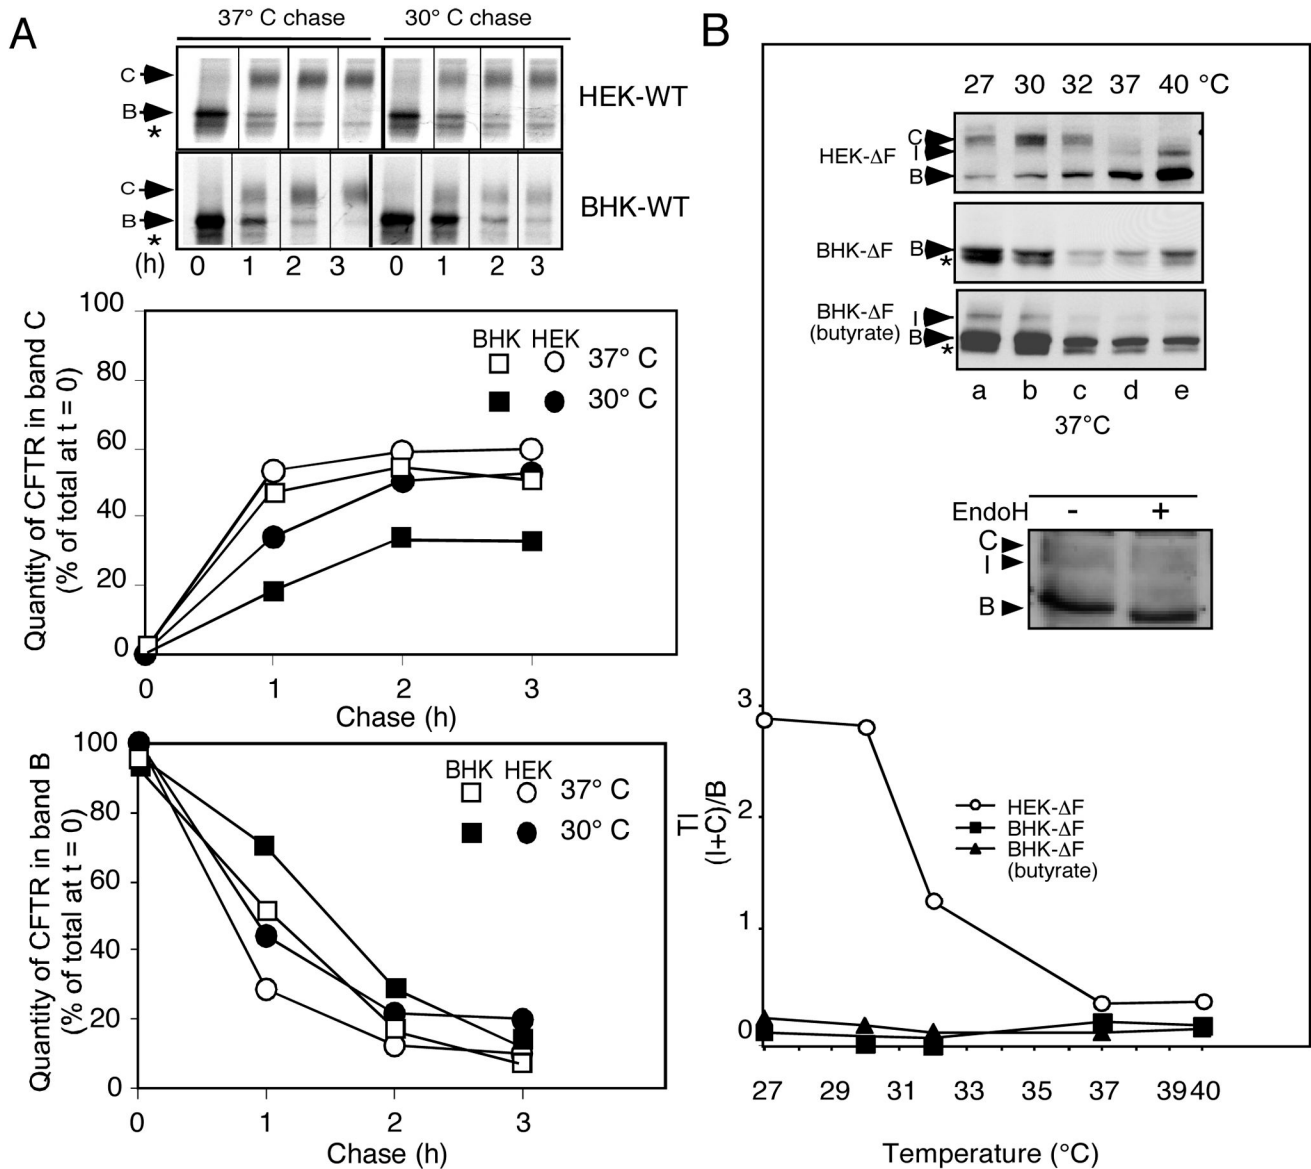 A
37° C chase 30° C chase
C
B
*
HEK-WT
C
B
*
BHK-WT
(h) 0 1 2 3 0 1 2 3
Quantity of CFTR in band C
(% of total at t = 0)
100
80
60
40
20
0
BHK HEK
37° C
30° C
0 1 2 3
Chase (h)
Quantity of CFTR in band B
(% of total at t = 0)
100
80
60
40
20
0
BHK HEK
37° C
30° C
0 1 2 3
Chase (h)
B
27 30 32 37 40 °C
HEK-ΔF
C
I
B
BHK-ΔF
B
*
BHK-ΔF
(butyrate)
I
B
*
a b c d e
37°C
EndoH - +
C
I
B
TI
(I+C)/B
3
2
1
0
HEK-ΔF
BHK-ΔF
BHK-ΔF
(butyrate)
27 29 31 33 35 37 39 40
Temperature (°C)